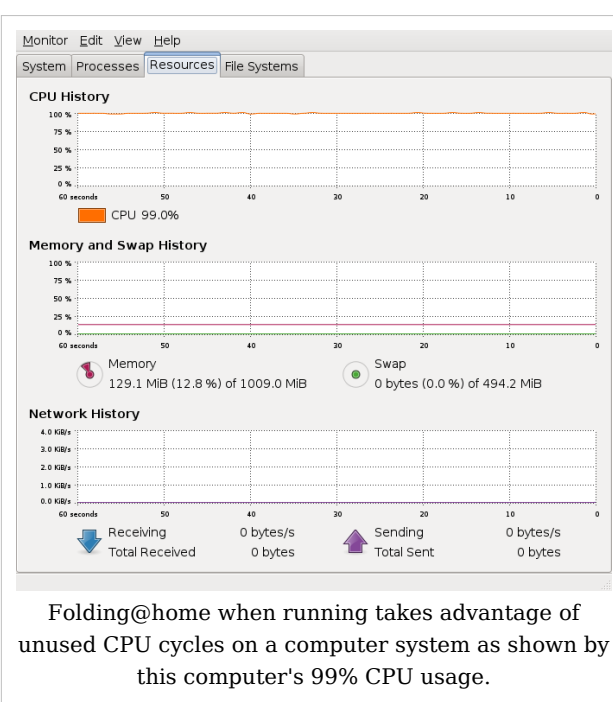 Monitor Edit View Help
System Processes Resources File Systems
CPU History
100 %
75 %
50 %
25 %
0 %
60 seconds 50 40 30 20 10 0
CPU 99.0%
Memory and Swap History
100 %
75 %
50 %
25 %
0 %
60 seconds 50 40 30 20 10 0
Memory Swap
129.1 MiB (12.8 %) of 1009.0 MiB 0 bytes (0.0 %) of 494.2 MiB
Network History
4.0 KiB/s
3.0 KiB/s
2.0 KiB/s
1.0 KiB/s
0.0 KiB/s
60 seconds 50 40 30 20 10 0
Receiving 0 bytes/s Sending 0 bytes/s
Total Received 0 bytes Total Sent 0 bytes
Folding@home when running takes advantage of
unused CPU cycles on a computer system as shown by
this computer's 99% CPU usage.